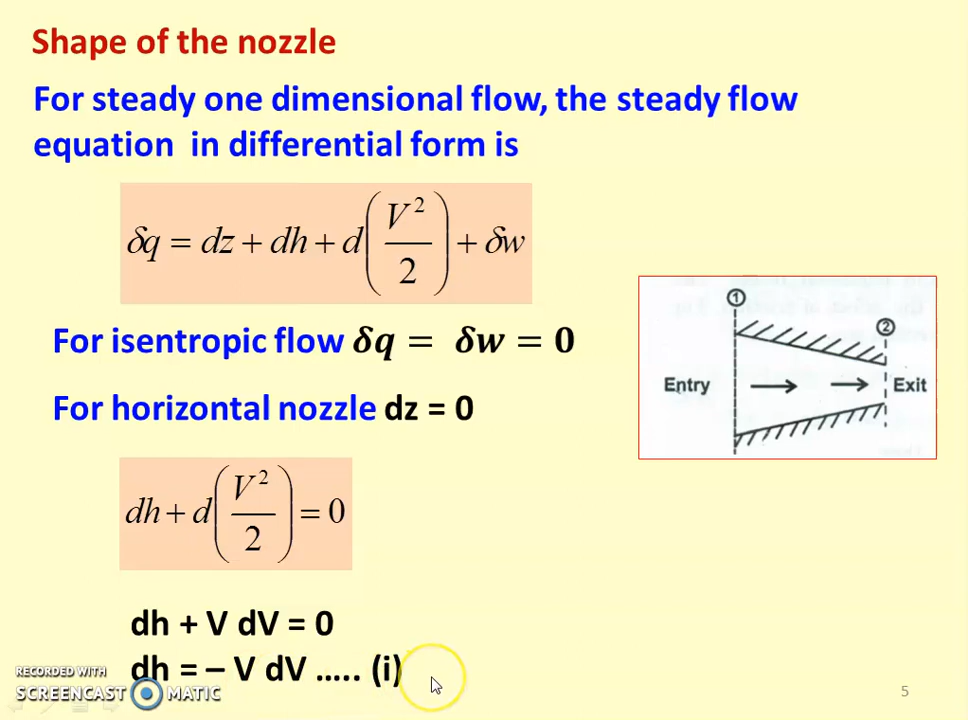 Shape of the nozzle
For steady one dimensional flow, the steady flow
equation in differential form is
δq = dz + dh + d(V²/2) + δw
For isentropic flow δq = δw = 0
For horizontal nozzle dz = 0
①
②
Entry
Exit
dh + d(V²/2) = 0
dh + V dV = 0
dh = – V dV ….. (i)
RECORDED WITH
SCREENCAST MATIC
5